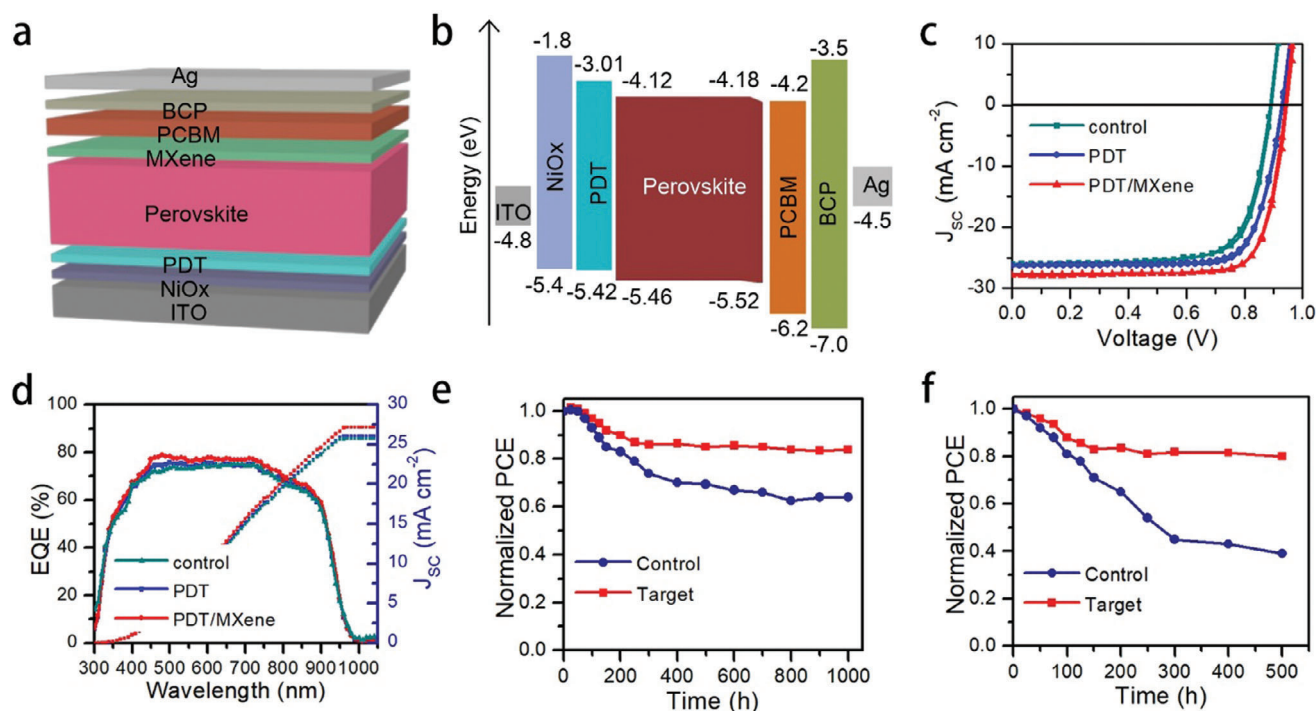 a
Ag
BCP
PCBM
MXene
Perovskite
PDT
NiOx
ITO
b
Energy (eV)
-1.8
-3.01
-4.12
-4.18
-4.2
-3.5
ITO
-4.8
NiOx
PDT
Perovskite
PCBM
BCP
Ag
-4.5
-5.4
-5.42
-5.46
-5.52
-6.2
-7.0
c
J_SC (mA cm⁻²)
10
0
-10
-20
-30
control
PDT
PDT/MXene
0.0 0.2 0.4 0.6 0.8 1.0
Voltage (V)
d
EQE (%)
100
80
60
40
20
0
control
PDT
PDT/MXene
30
25
20
15
10
5
0
J_SC (mA cm⁻²)
300 400 500 600 700 800 900 1000
Wavelength (nm)
e
Normalized PCE
1.0
0.8
0.6
0.4
0.2
0.0
Control
Target
0 200 400 600 800 1000
Time (h)
f
Normalized PCE
1.0
0.8
0.6
0.4
0.2
0.0
Control
Target
0 100 200 300 400 500
Time (h)